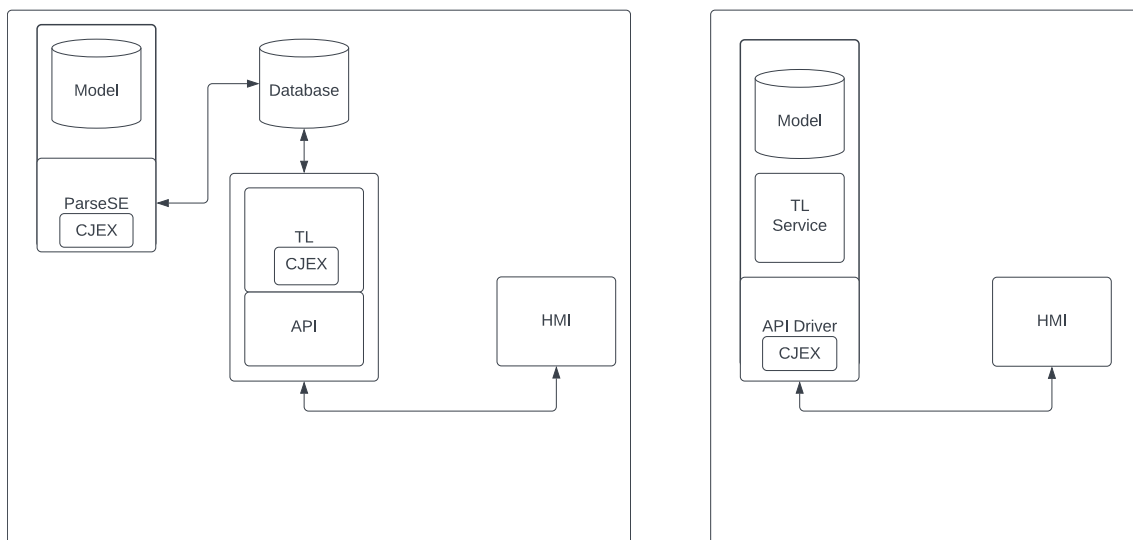 Model
Database
ParseSE
CJEX
TL
CJEX
API
HMI
Model
TL
Service
API Driver
CJEX
HMI